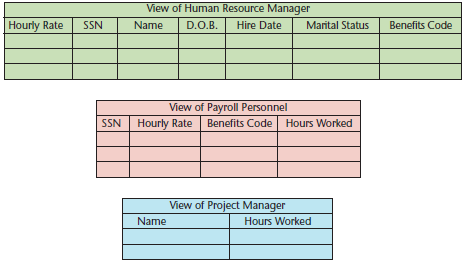 View of Human Resource Manager
Hourly Rate SSN Name D.O.B. Hire Date Marital Status Benefits Code
View of Payroll Personnel
SSN Hourly Rate Benefits Code Hours Worked
View of Project Manager
Name Hours Worked